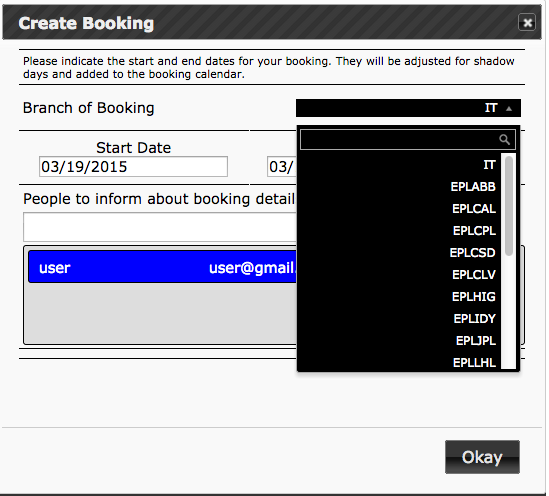 Create Booking
Please indicate the start and end dates for your booking. They will be adjusted for shadow
days and added to the booking calendar.
Branch of Booking
IT
Start Date
03/19/2015
03/
People to inform about booking detail
user user@gmail.
IT
EPLABB
EPLCAL
EPLCPL
EPLCSD
EPLCLV
EPLHIG
EPLIDY
EPLJPL
EPLLHL
Okay